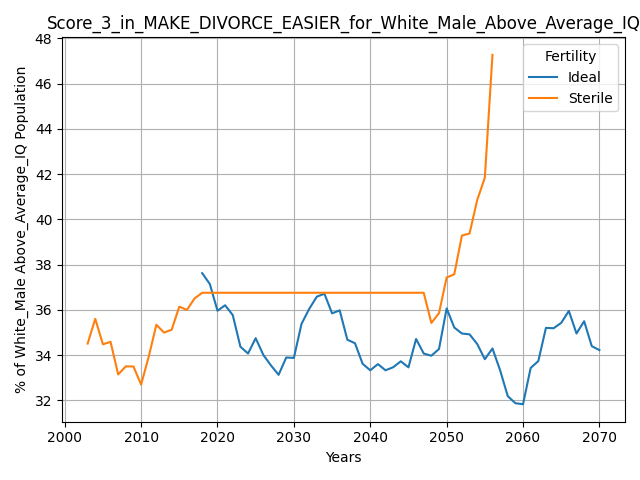 Score_3_in_MAKE_DIVORCE_EASIER_for_White_Male_Above_Average_IQ
% of White_Male Above_Average_IQ Population
48
46
44
42
40
38
36
34
32
Fertility
Ideal
Sterile
2000 2010 2020 2030 2040 2050 2060 2070
Years